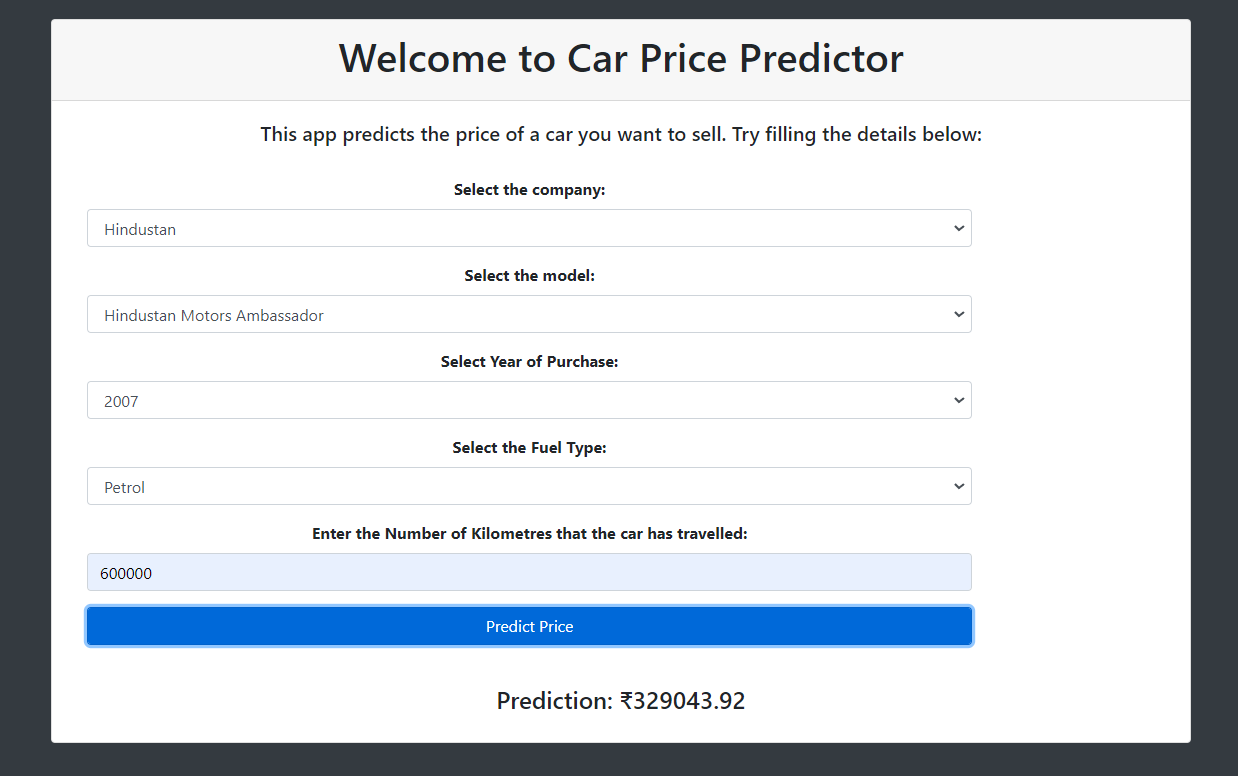 Welcome to Car Price Predictor
This app predicts the price of a car you want to sell. Try filling the details below:
Select the company:
Hindustan
Select the model:
Hindustan Motors Ambassador
Select Year of Purchase:
2007
Select the Fuel Type:
Petrol
Enter the Number of Kilometres that the car has travelled:
600000
Predict Price
Prediction: ₹329043.92